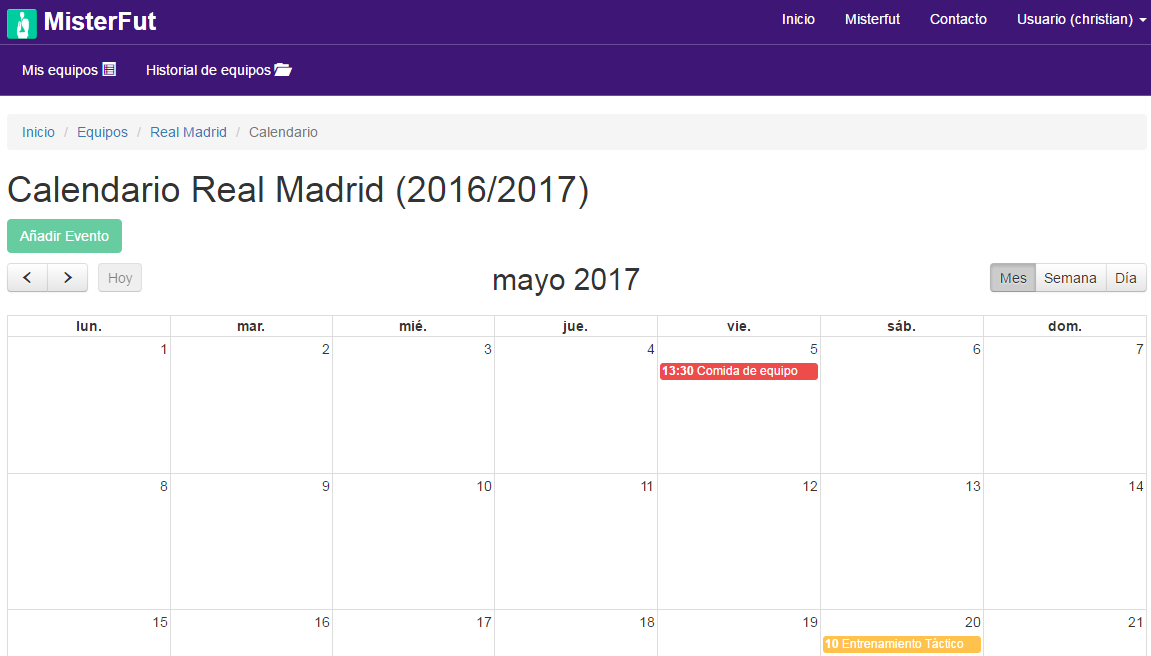 MisterFut Inicio Misterfut Contacto Usuario (christian)
Mis equipos Historial de equipos
Inicio / Equipos / Real Madrid / Calendario
Calendario Real Madrid (2016/2017)
Añadir Evento
Hoy mayo 2017 Mes Semana Día
lun. mar. mié. jue. vie. sáb. dom.
1 2 3 4 5 6 7
13:30 Comida de equipo
8 9 10 11 12 13 14
15 16 17 18 19 20 21
10 Entrenamiento Táctico